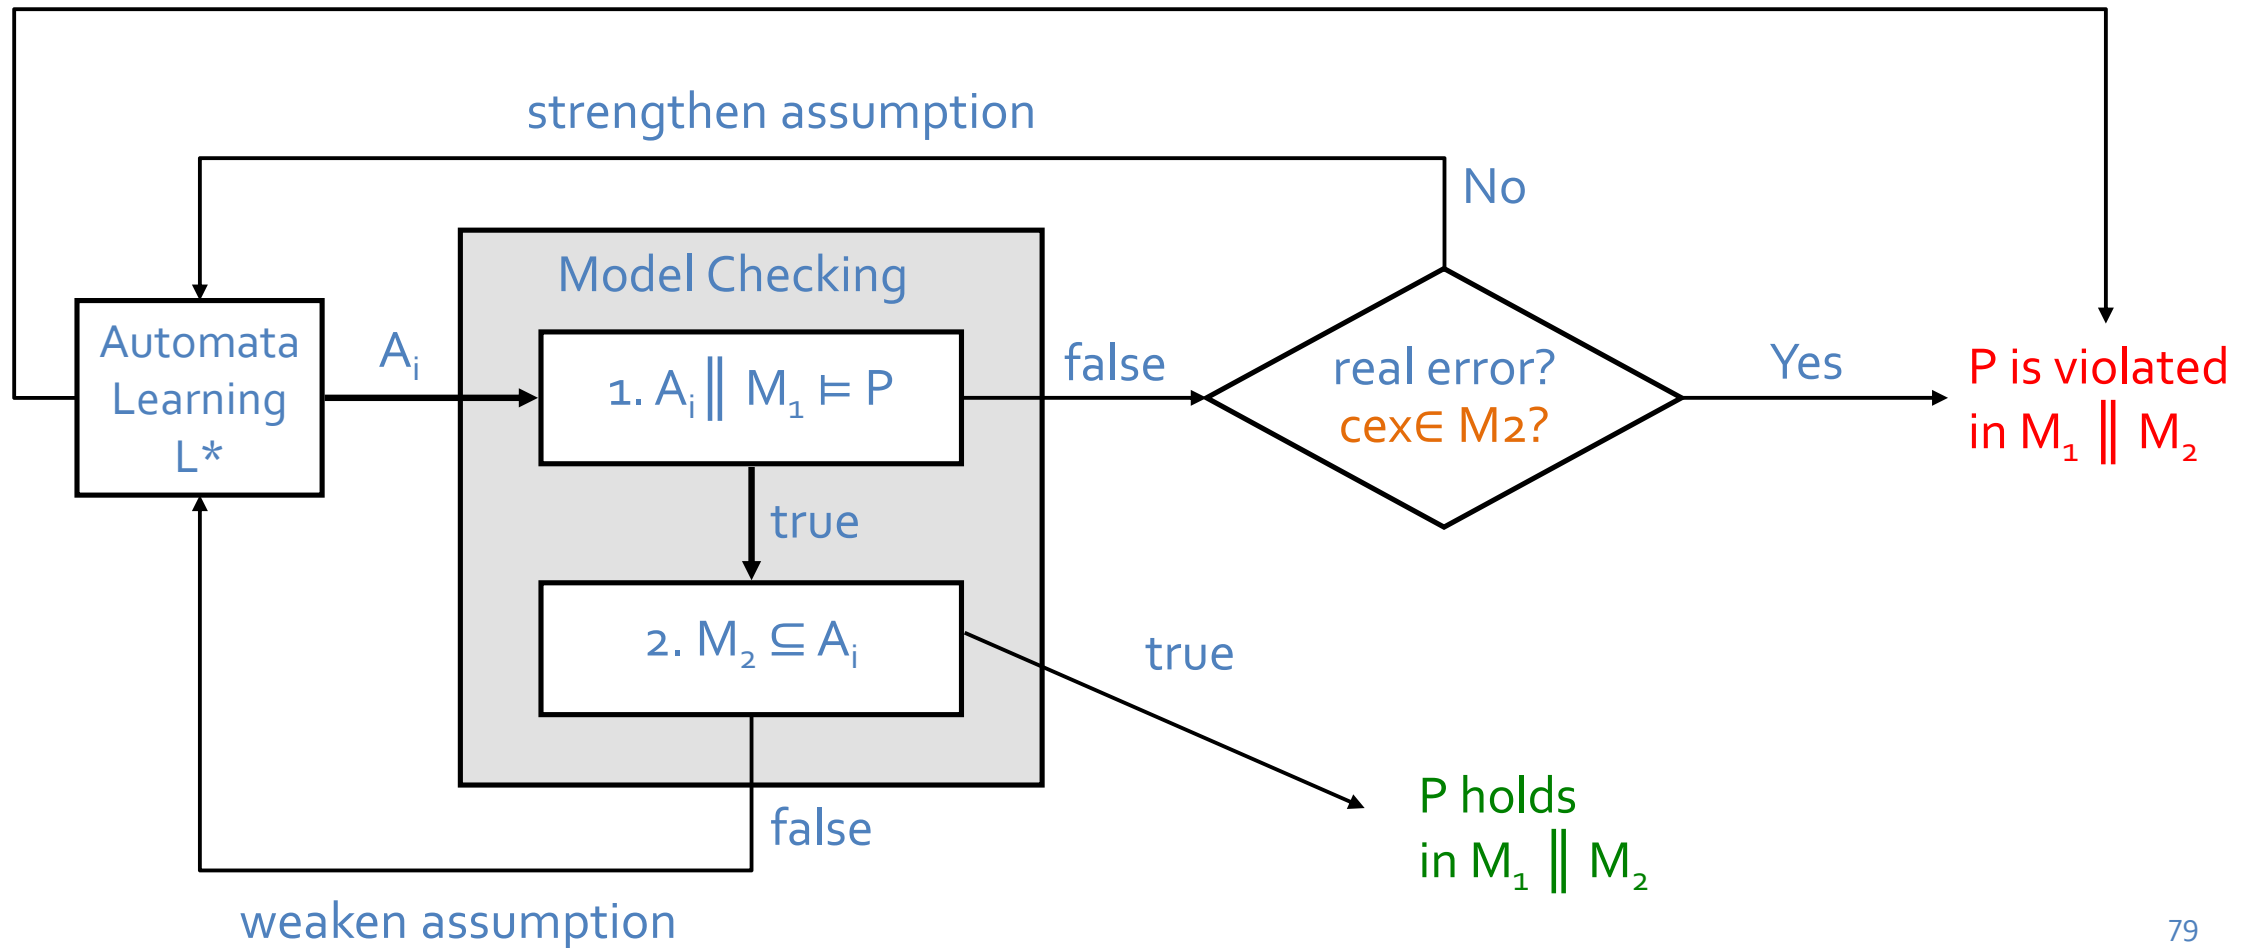 strengthen assumption
No
Model Checking
Automata
Learning
L*
Aᵢ
1. Aᵢ ‖ M₁ ⊨ P
false
real error?
cex∈ M2?
Yes
P is violated
in M₁ ‖ M₂
true
2. M₂ ⊆ Aᵢ
true
false
P holds
in M₁ ‖ M₂
weaken assumption
79